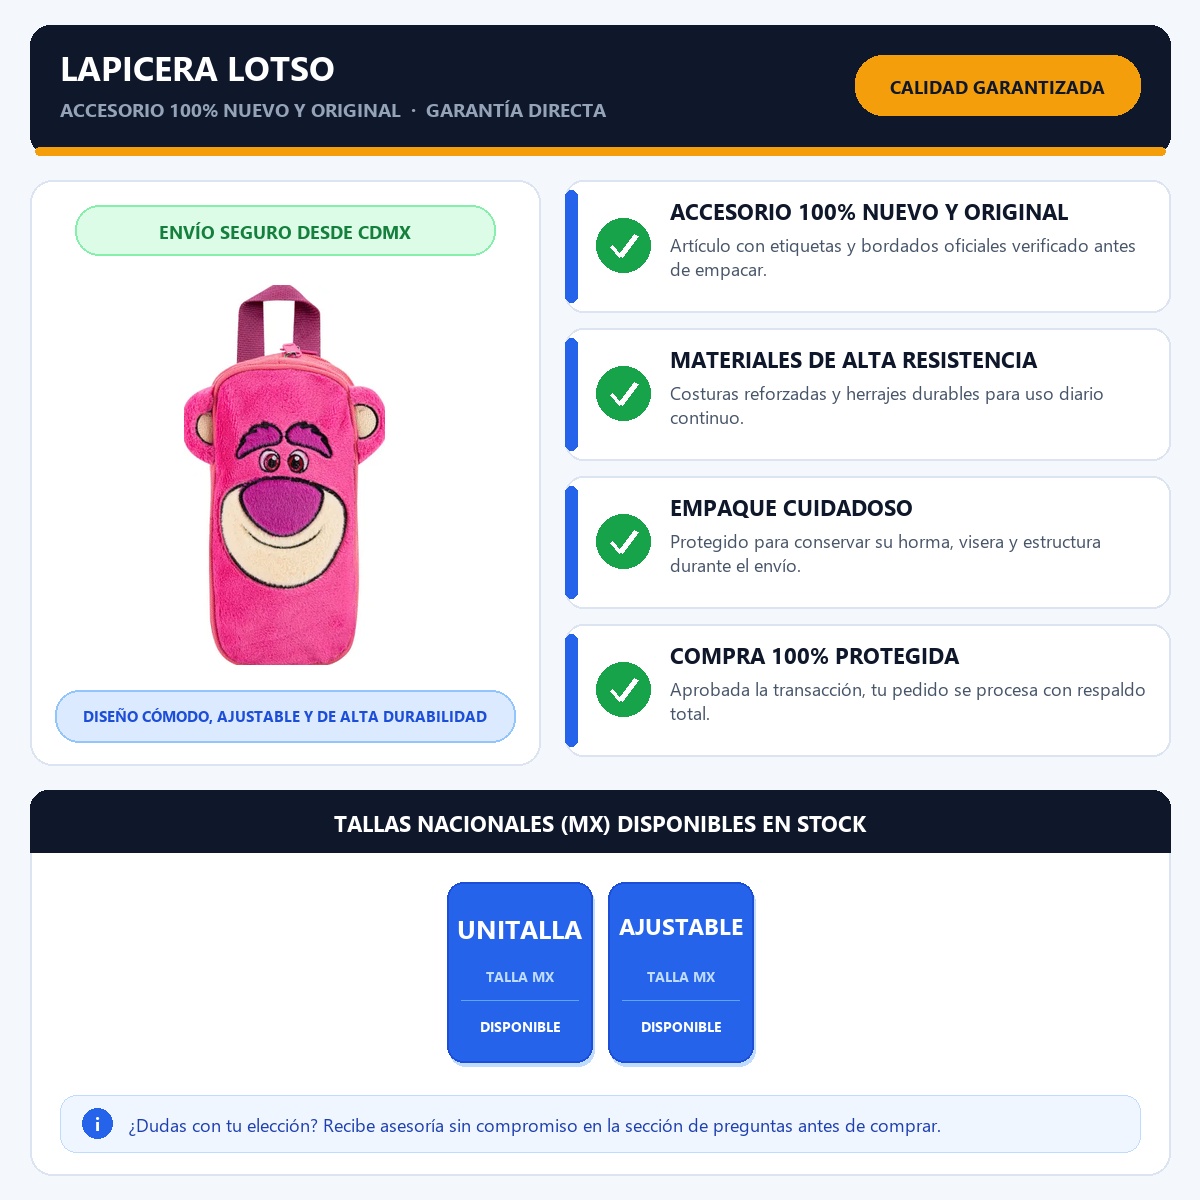 LAPICERA LOTSO
ACCESORIO 100% NUEVO Y ORIGINAL · GARANTÍA DIRECTA
CALIDAD GARANTIZADA
ENVÍO SEGURO DESDE CDMX
DISEÑO CÓMODO, AJUSTABLE Y DE ALTA DURABILIDAD
ACCESORIO 100% NUEVO Y ORIGINAL
Artículo con etiquetas y bordados oficiales verificado antes
de empacar.
MATERIALES DE ALTA RESISTENCIA
Costuras reforzadas y herrajes durables para uso diario
continuo.
EMPAQUE CUIDADOSO
Protegido para conservar su horma, visera y estructura
durante el envío.
COMPRA 100% PROTEGIDA
Aprobada la transacción, tu pedido se procesa con respaldo
total.
TALLAS NACIONALES (MX) DISPONIBLES EN STOCK
UNITALLA
TALLA MX
DISPONIBLE
AJUSTABLE
TALLA MX
DISPONIBLE
¿Dudas con tu elección? Recibe asesoría sin compromiso en la sección de preguntas antes de comprar.